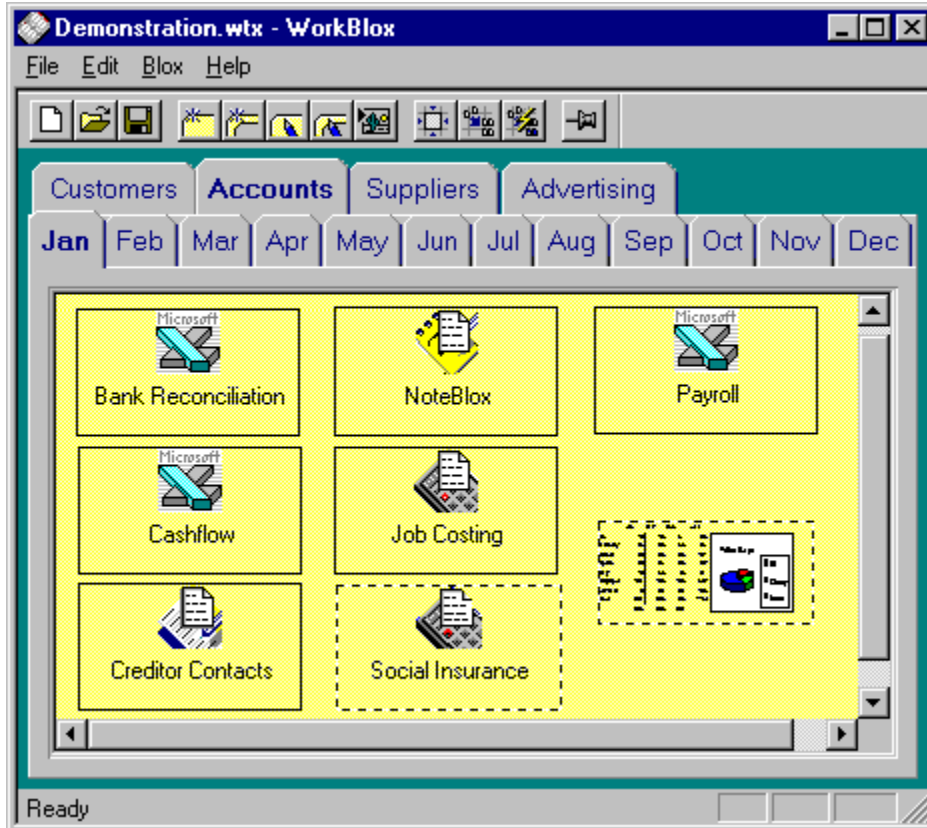 Demonstration.wtx - WorkBlox
File Edit Blox Help
Customers Accounts Suppliers Advertising
Jan Feb Mar Apr May Jun Jul Aug Sep Oct Nov Dec
Microsoft Microsoft
Bank Reconciliation NoteBlox Payroll
Microsoft
Cashflow Job Costing
Creditor Contacts Social Insurance
Ready